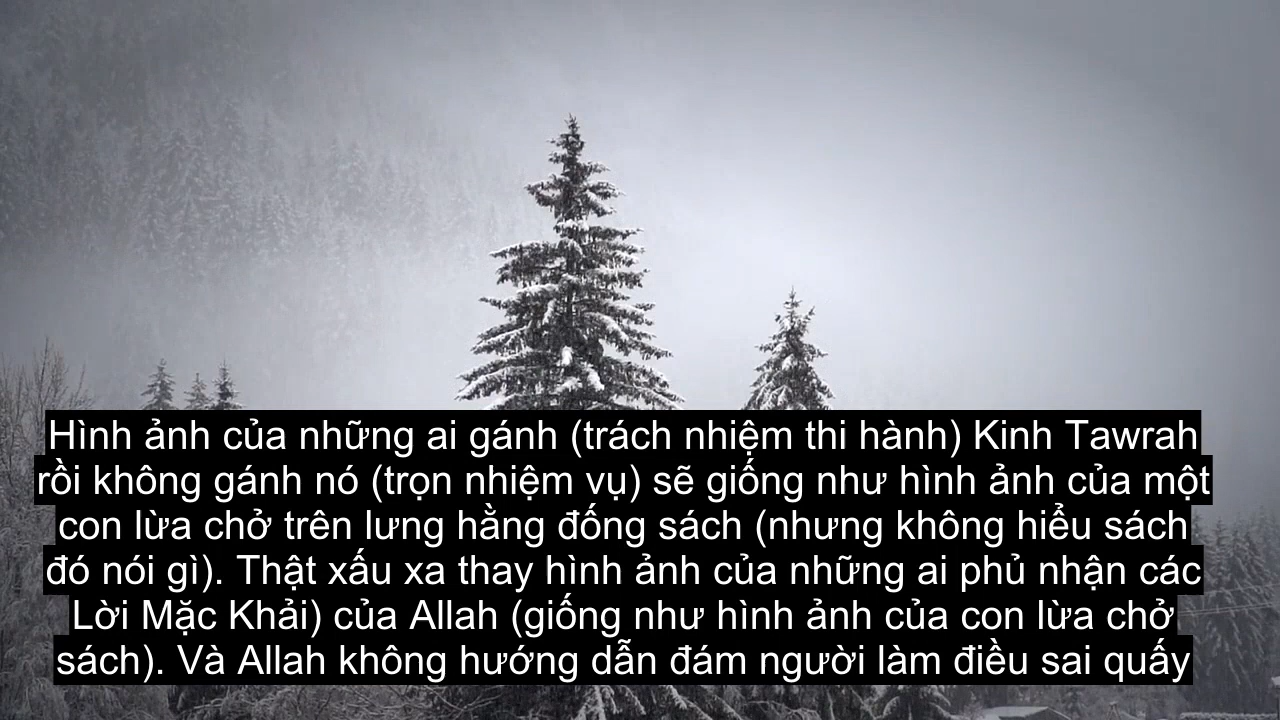 Hình ảnh của những ai gánh (trách nhiệm thi hành) Kinh Tawrah
rồi không gánh nó (trọn nhiệm vụ) sẽ giống như hình ảnh của một
con lừa chở trên lưng hằng đống sách (nhưng không hiểu sách
đó nói gì). Thật xấu xa thay hình ảnh của những ai phủ nhận các
Lời Mặc Khải) của Allah (giống như hình ảnh của con lừa chở
sách). Và Allah không hướng dẫn đám người làm điều sai quấy